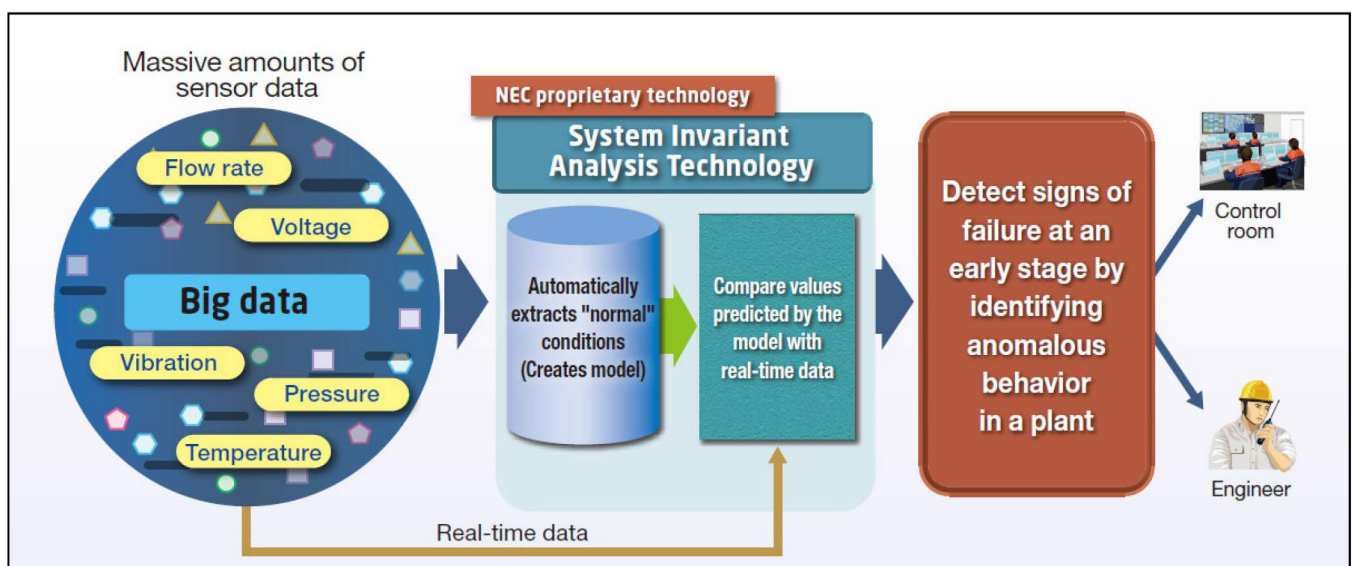 Massive amounts of
sensor data
Flow rate
Voltage
Big data
Vibration
Pressure
Temperature
NEC proprietary technology
System Invariant
Analysis Technology
Automatically
extracts "normal"
conditions
(Creates model)
Compare values
predicted by the
model with
real-time data
Real-time data
Detect signs of
failure at an
early stage by
identifying
anomalous
behavior
in a plant
Control
room
Engineer